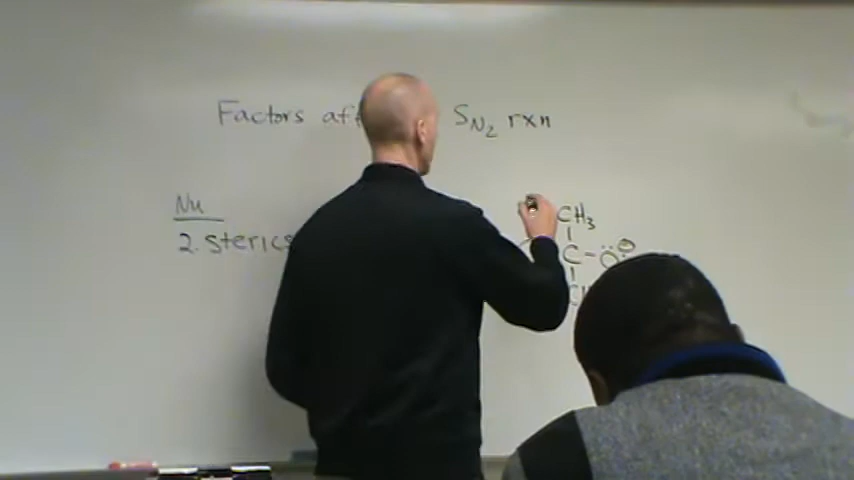 Factors aff SN2 rxn
Nu
2. sterics
CH3
C - Ö:⊖